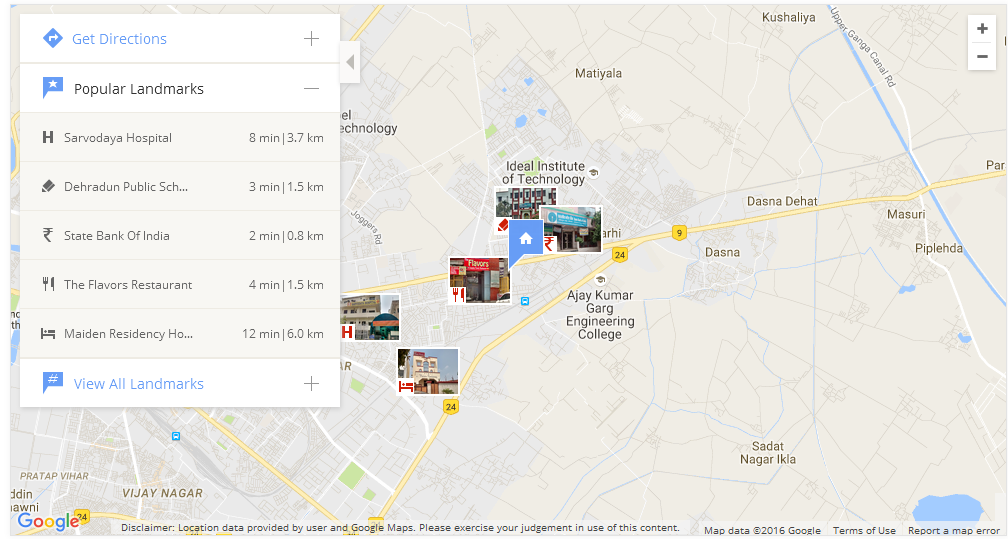 Get Directions
Popular Landmarks
Sarvodaya Hospital 8 min|3.7 km
Dehradun Public Sch... 3 min|1.5 km
₹ State Bank Of India 2 min|0.8 km
The Flavors Restaurant 4 min|1.5 km
Maiden Residency Ho... 12 min|6.0 km
# View All Landmarks
Kushaliya
Upper Ganga Canal Rd
Matiyala
echnology
Ideal Institute
of Technology
Joggers Rd
Dasna Dehat
Masuri
Piplehda
Par
arhi
9
24
Dasna
Flavors
Ajay Kumar
Garg
Engineering
College
H
24
Sadat
Nagar Ikla
PRATAP VIHAR
VIJAY NAGAR
24
Google
Disclaimer: Location data provided by user and Google Maps. Please exercise your judgement in use of this content.
Map data ©2016 Google Terms of Use Report a map error